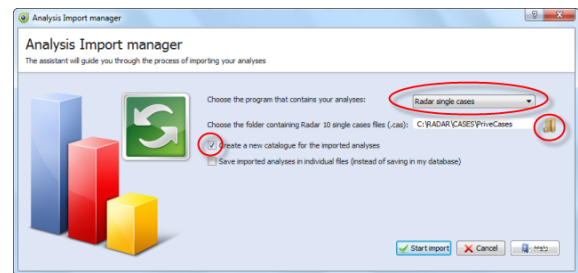 Analysis Import manager
Analysis Import manager
The assistant will guide you through the process of importing your analyses
Choose the program that contains your analyses: Radar single cases
Choose the folder containing Radar 10 single cases files (.cas): C:\RADAR\CASES\PriveCases
Create a new catalogue for the imported analyses
Save imported analyses in individual files (instead of saving in my database)
Start import Cancel Help